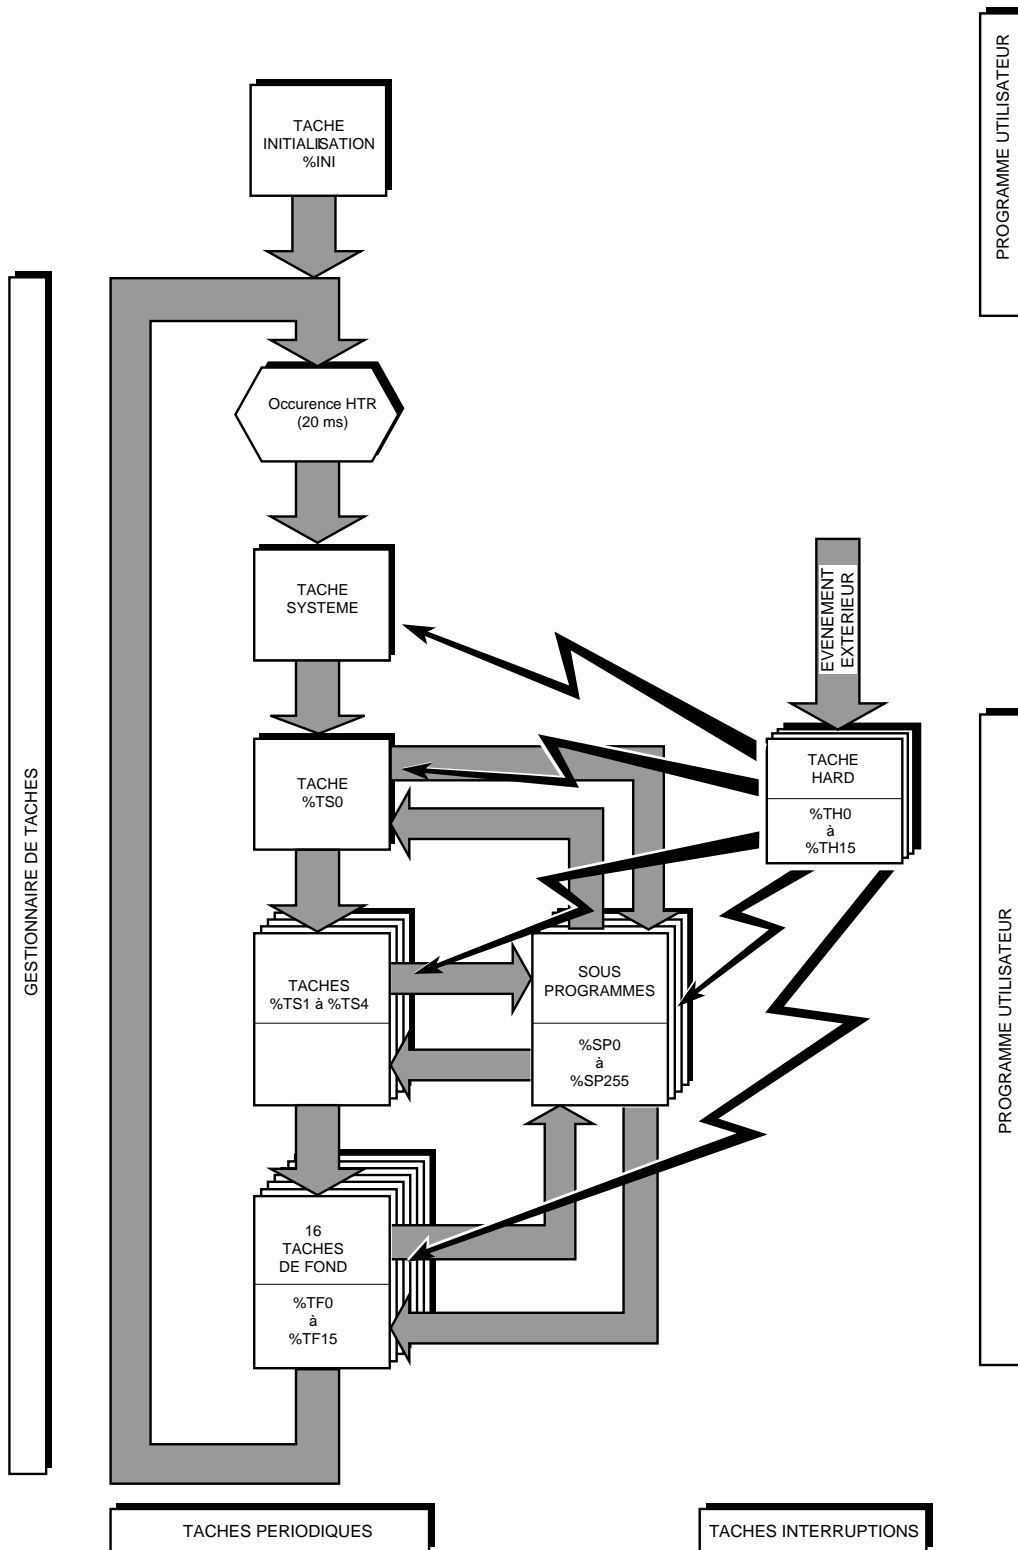 PROGRAMME UTILISATEUR
TACHE
INITIALISATION
%INI
Occurence HTR
(20 ms)
TACHE
SYSTEME
EVENEMENT
EXTERIEUR
GESTIONNAIRE DE TACHES
TACHE
%TS0
TACHE
HARD
%TH0
à
%TH15
TACHES
%TS1 à %TS4
SOUS
PROGRAMMES
%SP0
à
%SP255
PROGRAMME UTILISATEUR
16
TACHES
DE FOND
%TF0
à
%TF15
TACHES PERIODIQUES
TACHES INTERRUPTIONS